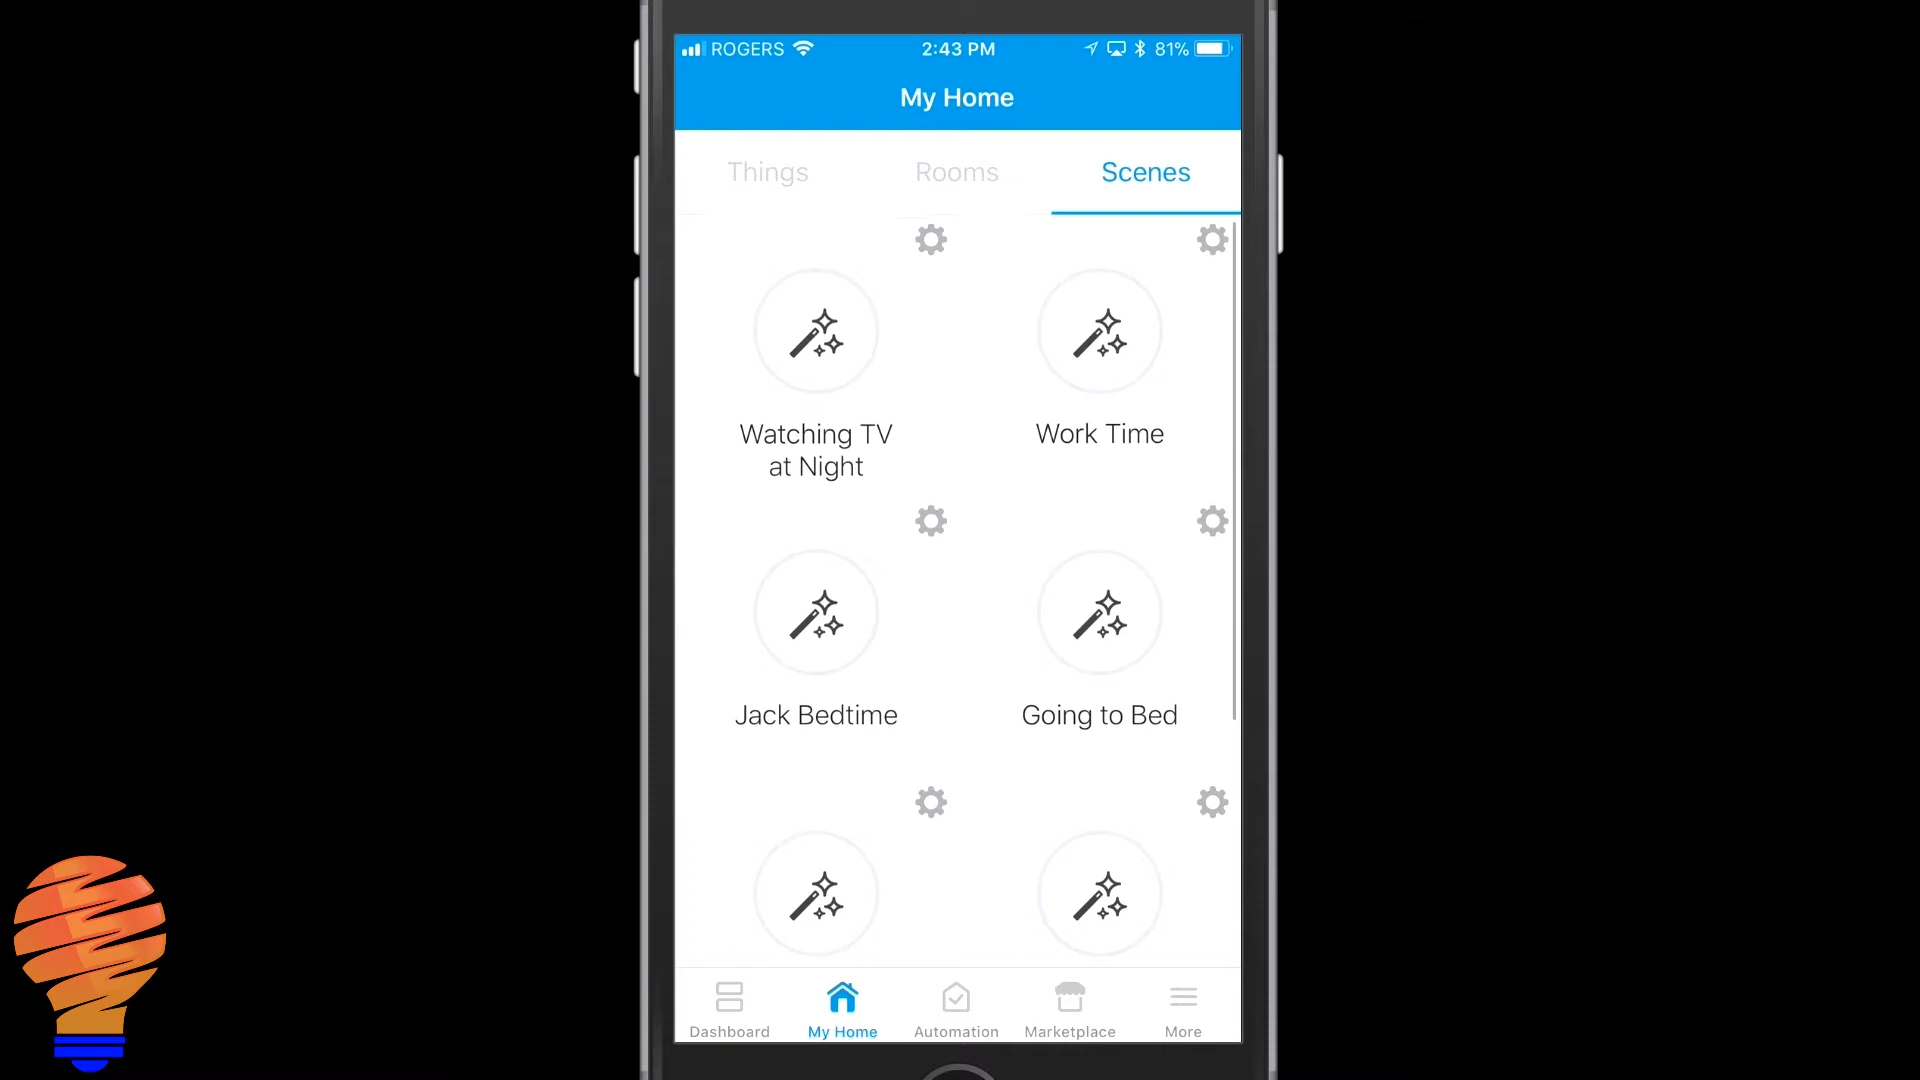 ROGERS 2:43 PM 81%
My Home
Things Rooms Scenes
Watching TV
at Night
Work Time
Jack Bedtime
Going to Bed
Dashboard My Home Automation Marketplace More